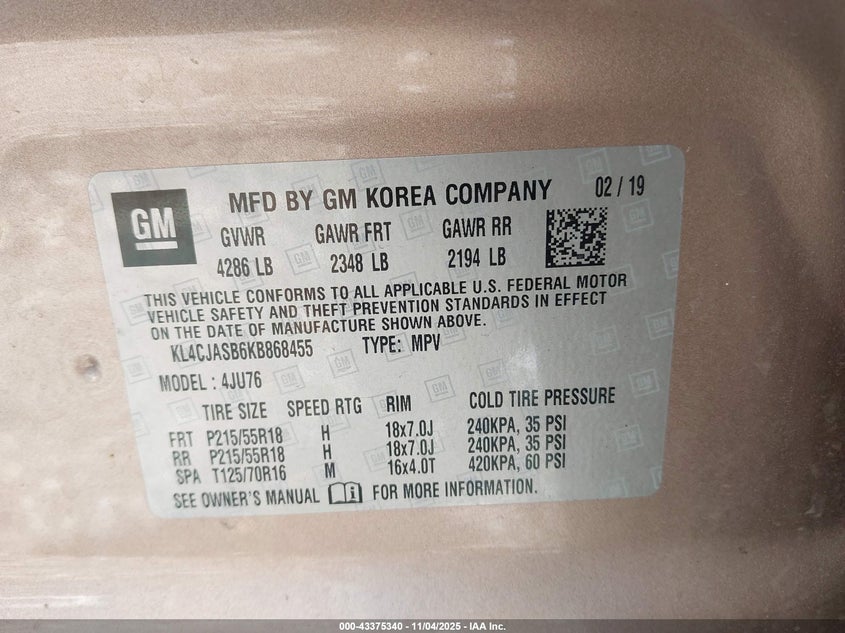 GM MFD BY GM KOREA COMPANY 02 / 19
GVWR GAWR FRT GAWR RR
4286 LB 2348 LB 2194 LB
THIS VEHICLE CONFORMS TO ALL APPLICABLE U.S. FEDERAL MOTOR
VEHICLE SAFETY AND THEFT PREVENTION STANDARDS IN EFFECT
ON THE DATE OF MANUFACTURE SHOWN ABOVE.
KL4CJASB6KB868455 TYPE: MPV
MODEL : 4JU76
TIRE SIZE SPEED RTG RIM COLD TIRE PRESSURE
FRT P215/55R18 H 18x7.0J 240KPA, 35 PSI
RR P215/55R18 H 18x7.0J 240KPA, 35 PSI
SPA T125/70R16 M 16x4.0T 420KPA, 60 PSI
SEE OWNER'S MANUAL FOR MORE INFORMATION.
000-43375340 - 11/04/2025 - IAA Inc.